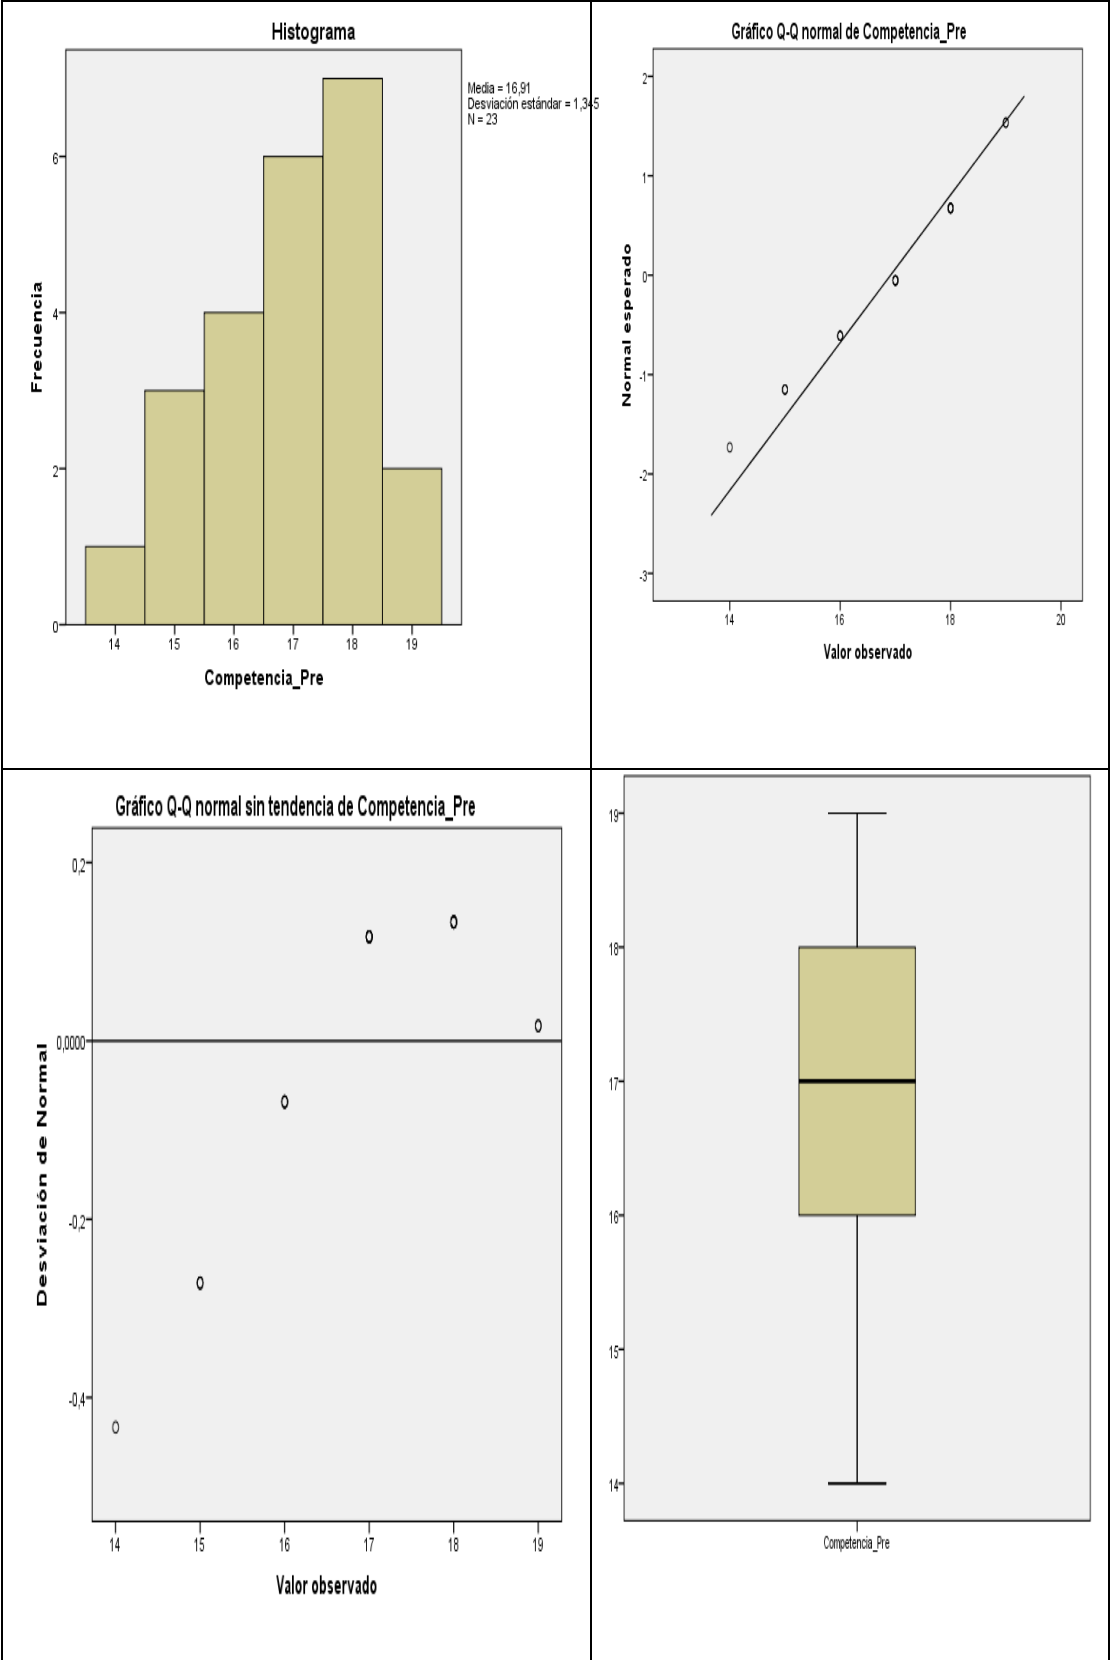 Histograma
Media = 16,91
Desviación estándar = 1,345
N = 23
6
4
2
0
Frecuencia
14 15 16 17 18 19
Competencia_Pre
Gráfico Q-Q normal de Competencia_Pre
2
1
0
-1
-2
-3
Normal esperado
14 16 18 20
Valor observado
Gráfico Q-Q normal sin tendencia de Competencia_Pre
0,2
0,0000
-0,2
-0,4
Desviación de Normal
14 15 16 17 18 19
Valor observado
19
18
17
16
15
14
Competencia_Pre